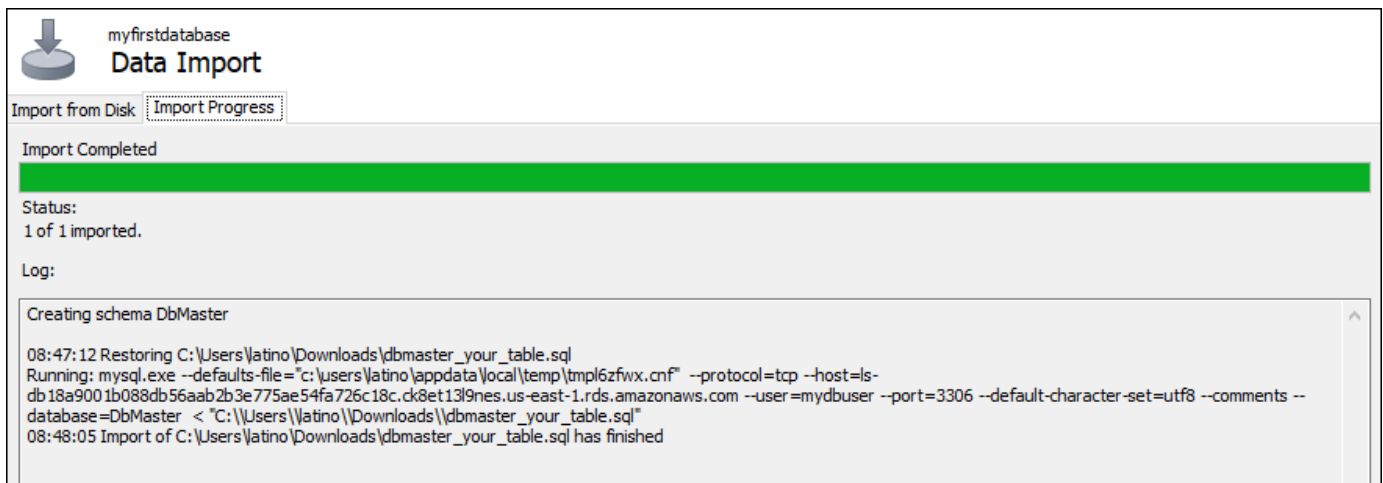 myfirstdatabase
Data Import
Import from Disk Import Progress
Import Completed
Status:
1 of 1 imported.
Log:
Creating schema DbMaster
08:47:12 Restoring C:\Users\latino\Downloads\dbmaster_your_table.sql
Running: mysql.exe --defaults-file="c:\users\latino\appdata\local\temp\tmpl6zfwx.cnf"  --protocol=tcp --host=ls-
db18a9001b088db56aab2b3e775ae54fa726c18c.ck8et13l9nes.us-east-1.rds.amazonaws.com --user=mydbuser --port=3306 --default-character-set=utf8 --comments --
database=DbMaster  < "C:\\Users\\latino\\Downloads\\dbmaster_your_table.sql"
08:48:05 Import of C:\Users\latino\Downloads\dbmaster_your_table.sql has finished